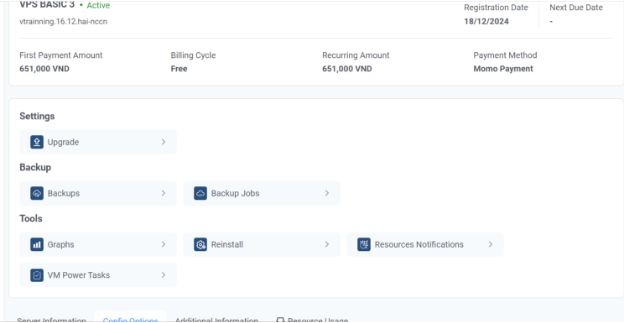 VPS BASIC 3 • Active
Registration Date
Next Due Date
vtraining.16.12.hai-nccn
18/12/2024
-
First Payment Amount
Billing Cycle
Recurring Amount
Payment Method
651,000 VND
Free
651,000 VND
Momo Payment
Settings
Upgrade
Backup
Backups
Backup Jobs
Tools
Graphs
Reinstall
Resources Notifications
VM Power Tasks
Server Information
Config Options
Additional Information
Resource Usage